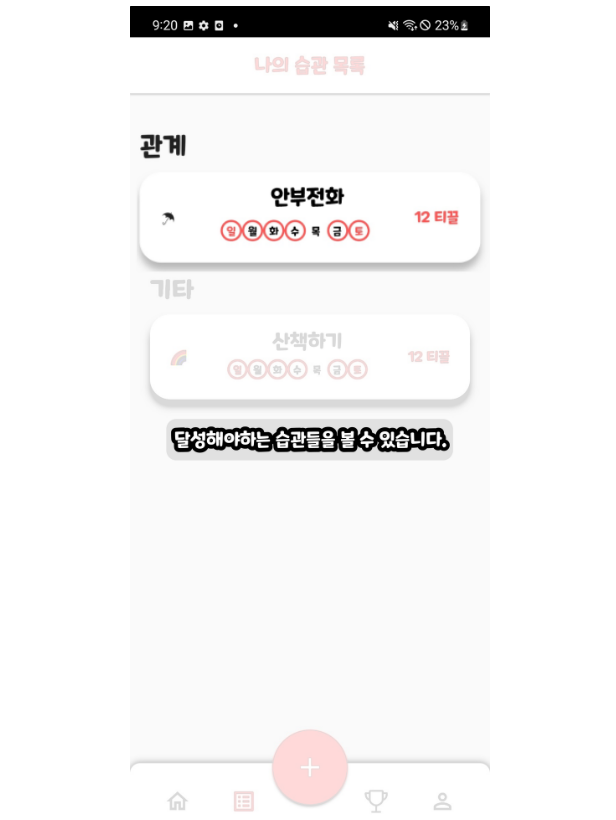 9:20
23%
나의 습관 목록
관계
안부전화
일 월 화 수 목 금 토
12 티끌
기타
산책하기
일 월 화 수 목 금 토
12 티끌
달성해야하는 습관들을 볼 수 있습니다.